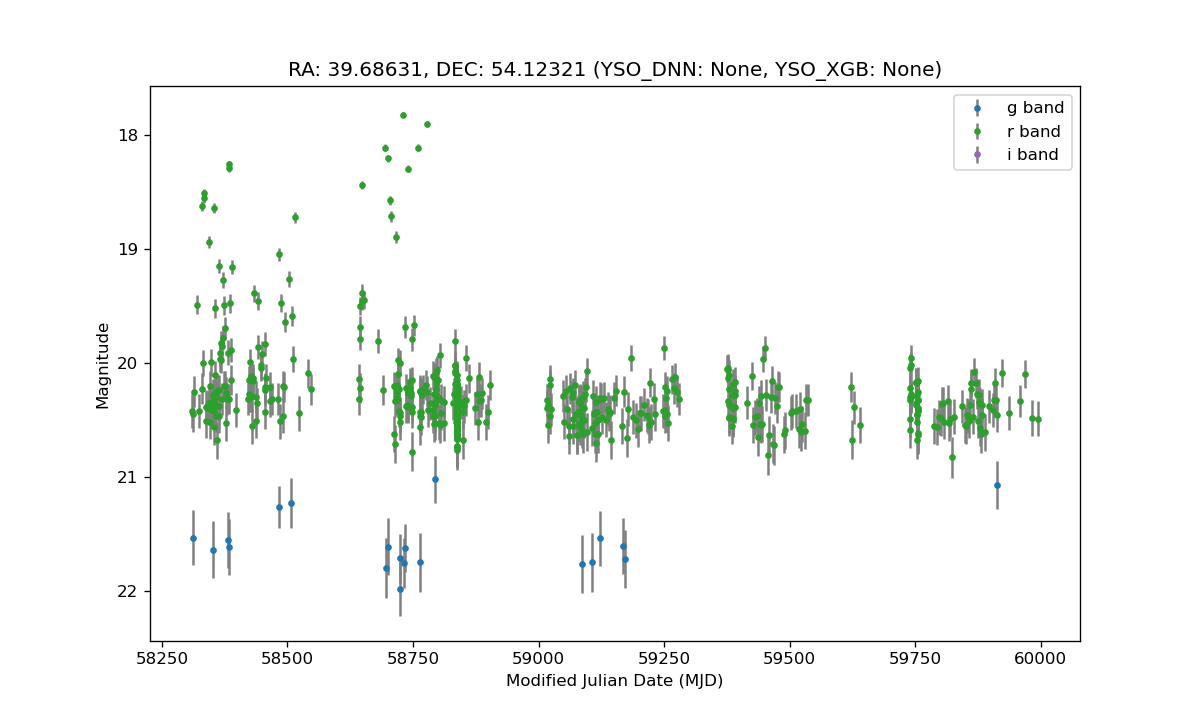 RA: 39.68631, DEC: 54.12321 (YSO_DNN: None, YSO_XGB: None)
g band
r band
i band
18
19
20
21
22
Magnitude
58250 58500 58750 59000 59250 59500 59750 60000
Modified Julian Date (MJD)